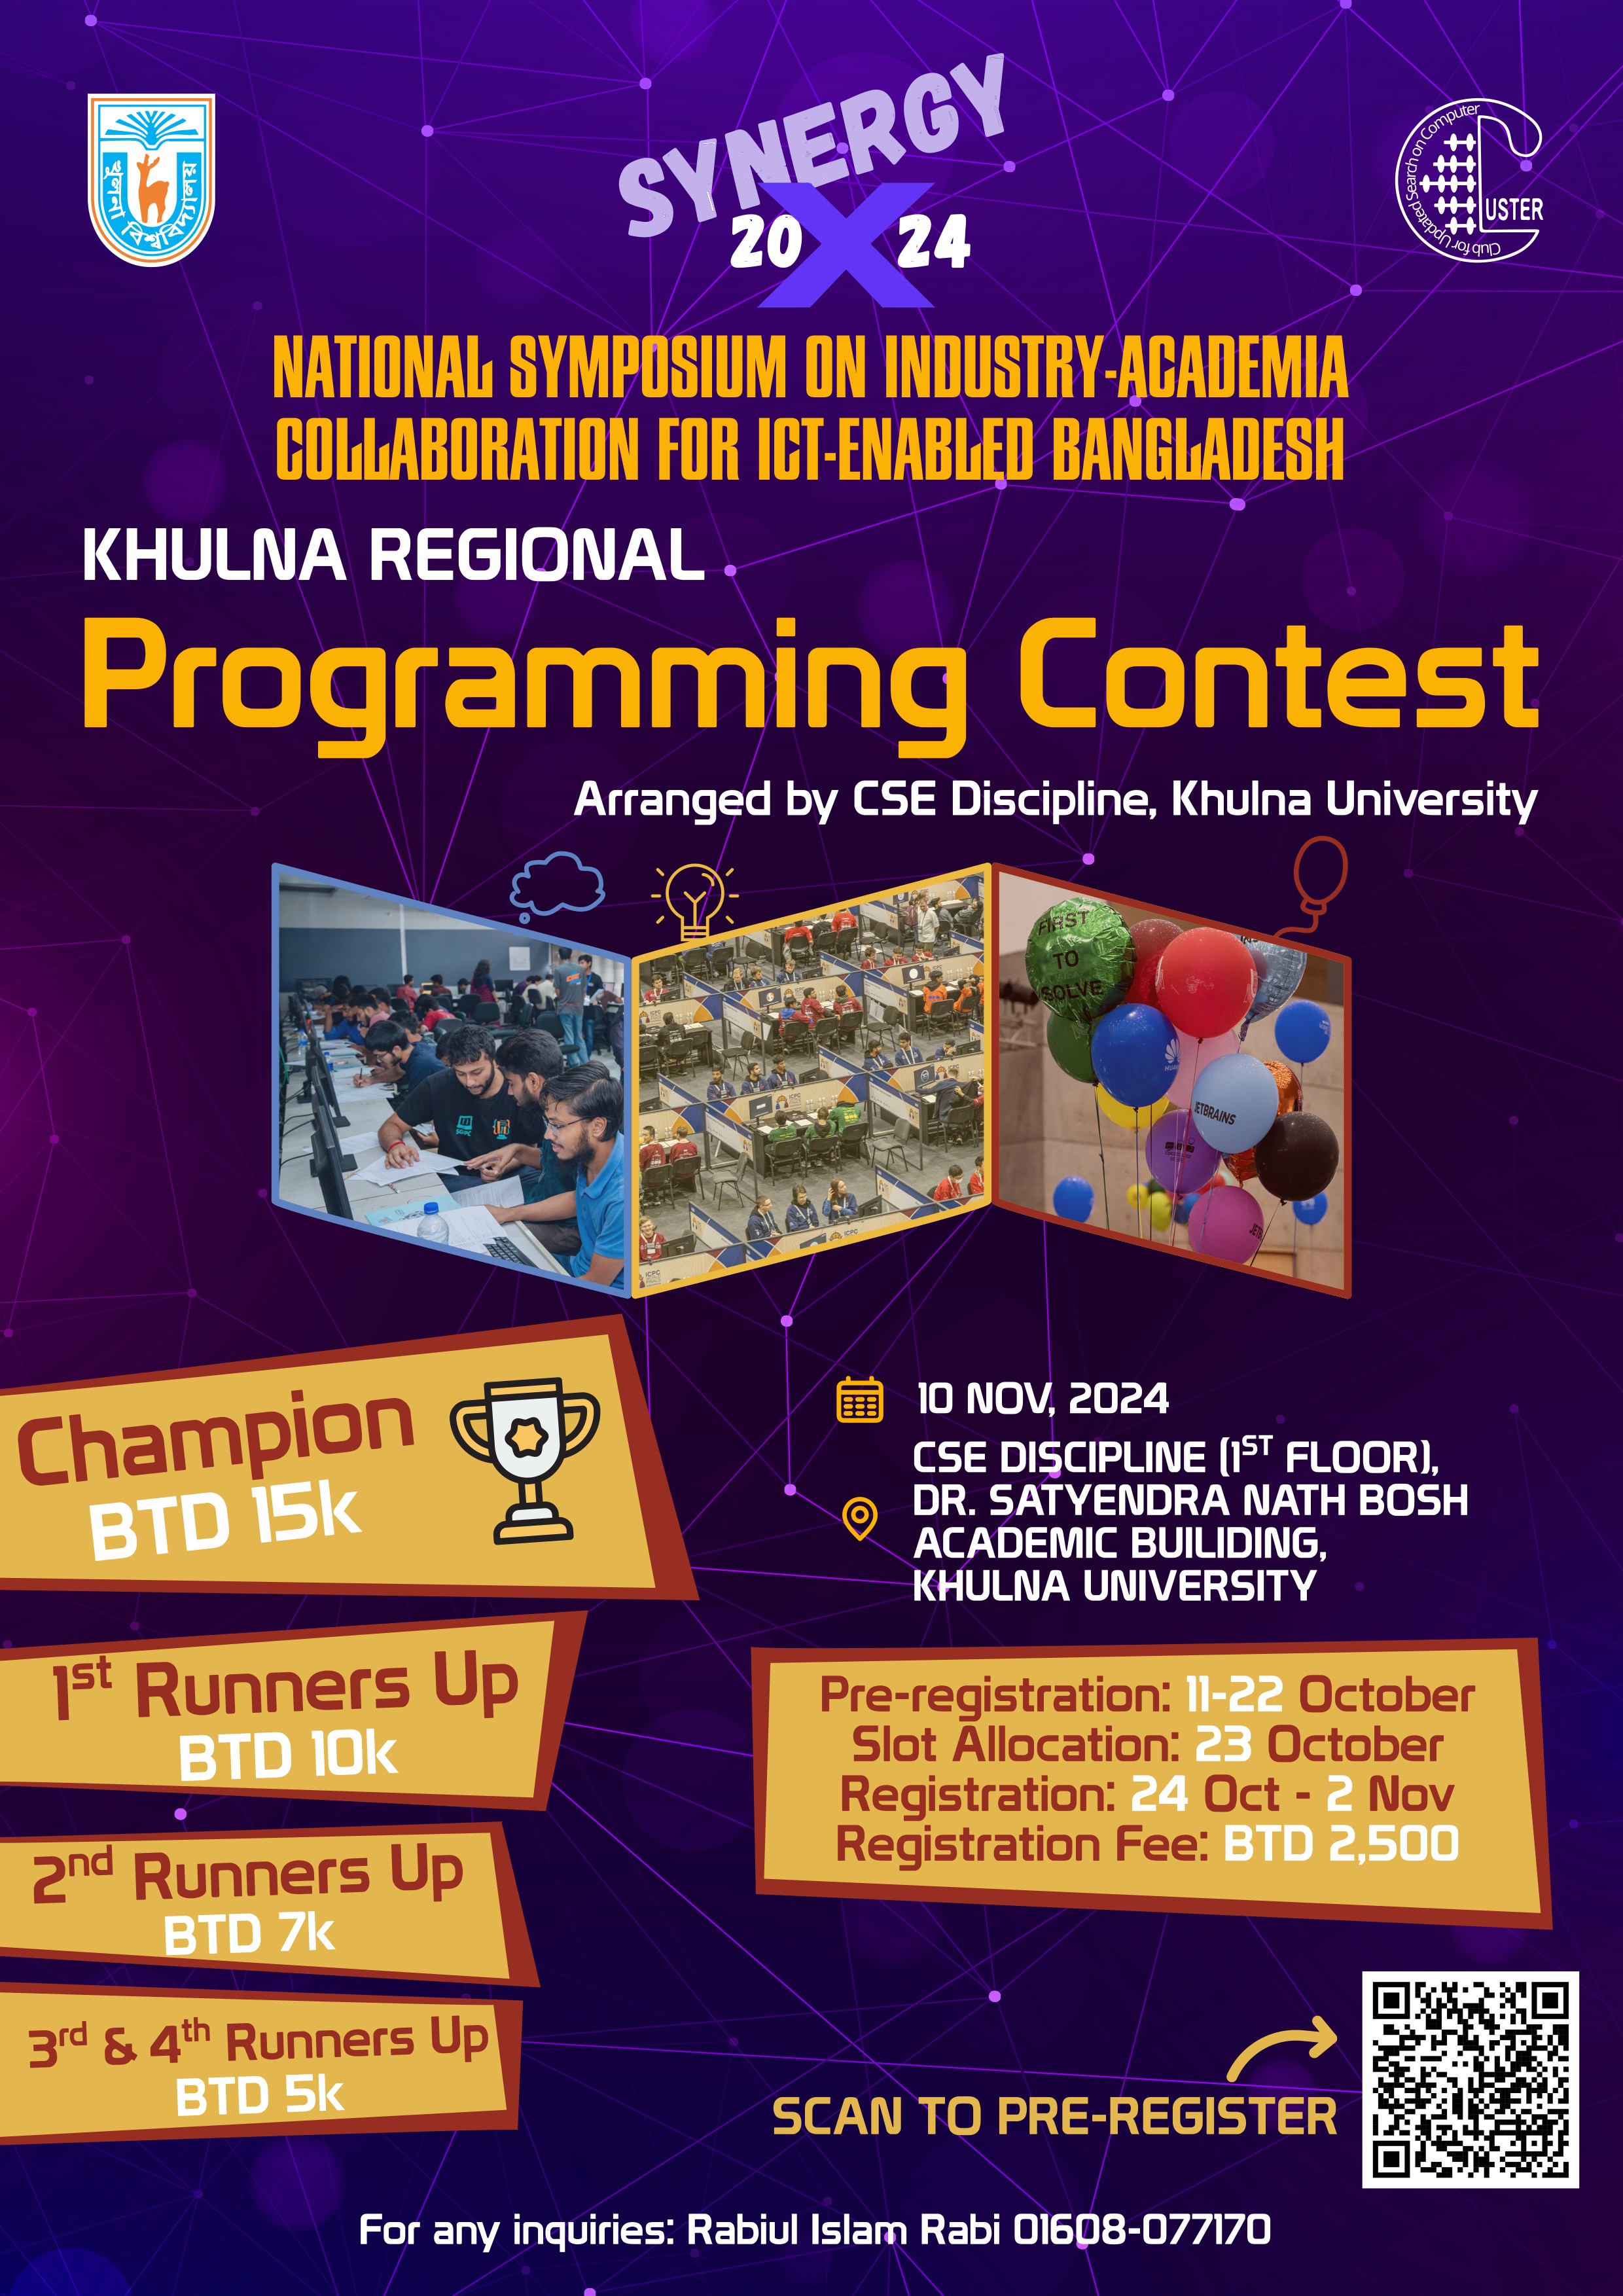 খুলনা বিশ্ববিদ্যালয়
SYNERGY
X
20 24
Club for Updated Search on Computer
CLUSTER
NATIONAL SYMPOSIUM ON INDUSTRY-ACADEMIA
COLLABORATION FOR ICT-ENABLED BANGLADESH
KHULNA REGIONAL
Programming Contest
Arranged by CSE Discipline, Khulna University
FIRST
TO
SOLVE
JETBRAINS
Champion
BTD 15k
1st Runners Up
BTD 10k
2nd Runners Up
BTD 7k
3rd & 4th Runners Up
BTD 5k
10 NOV, 2024
CSE DISCIPLINE (1ST FLOOR),
DR. SATYENDRA NATH BOSH
ACADEMIC BUILIDING,
KHULNA UNIVERSITY
Pre-registration: 11-22 October
Slot Allocation: 23 October
Registration: 24 Oct - 2 Nov
Registration Fee: BTD 2,500
SCAN TO PRE-REGISTER
For any inquiries: Rabiul Islam Rabi 01608-077170